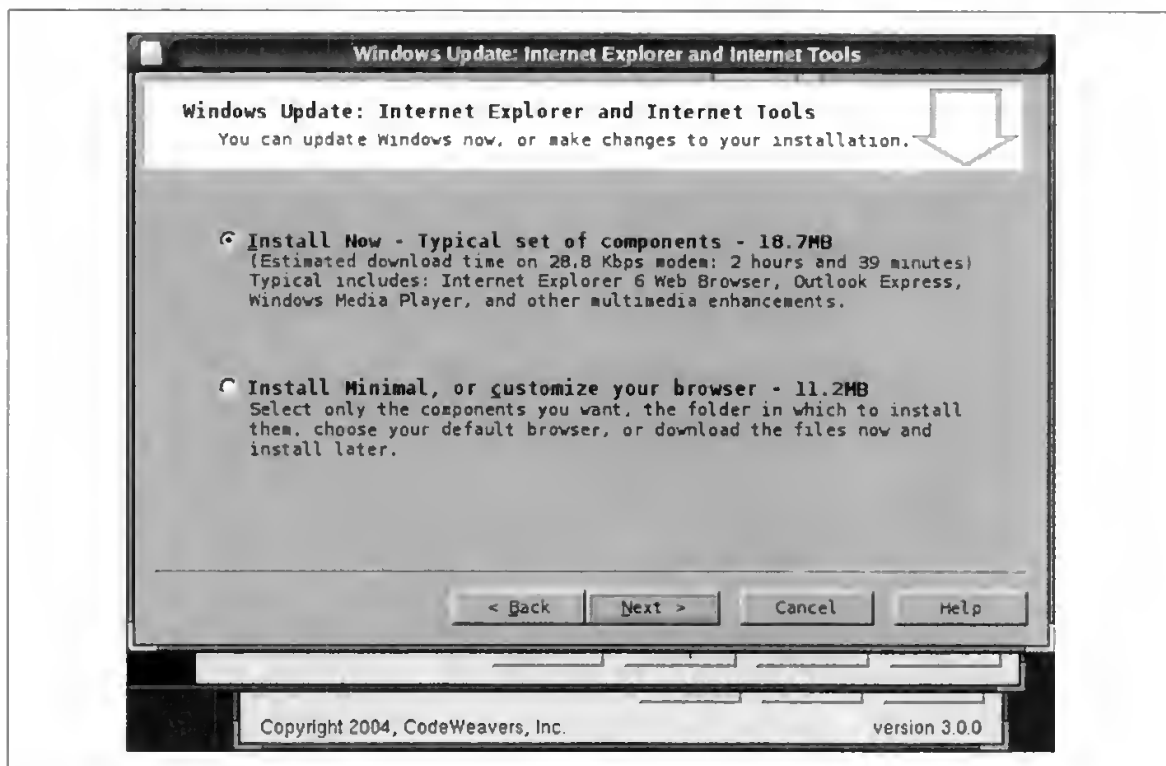 Windows Update: Internet Explorer and Internet Tools
Windows Update: Internet Explorer and Internet Tools
You can update Windows now, or make changes to your installation.
Install Now - Typical set of components - 18.7MB
(Estimated download time on 28.8 Kbps modem: 2 hours and 39 minutes)
Typical includes: Internet Explorer 6 Web Browser, Outlook Express,
Windows Media Player, and other multimedia enhancements.
Install Minimal, or customize your browser - 11.2MB
Select only the components you want, the folder in which to install
them, choose your default browser, or download the files now and
install later.
< Back Next > Cancel Help
Copyright 2004, CodeWeavers, Inc. version 3.0.0